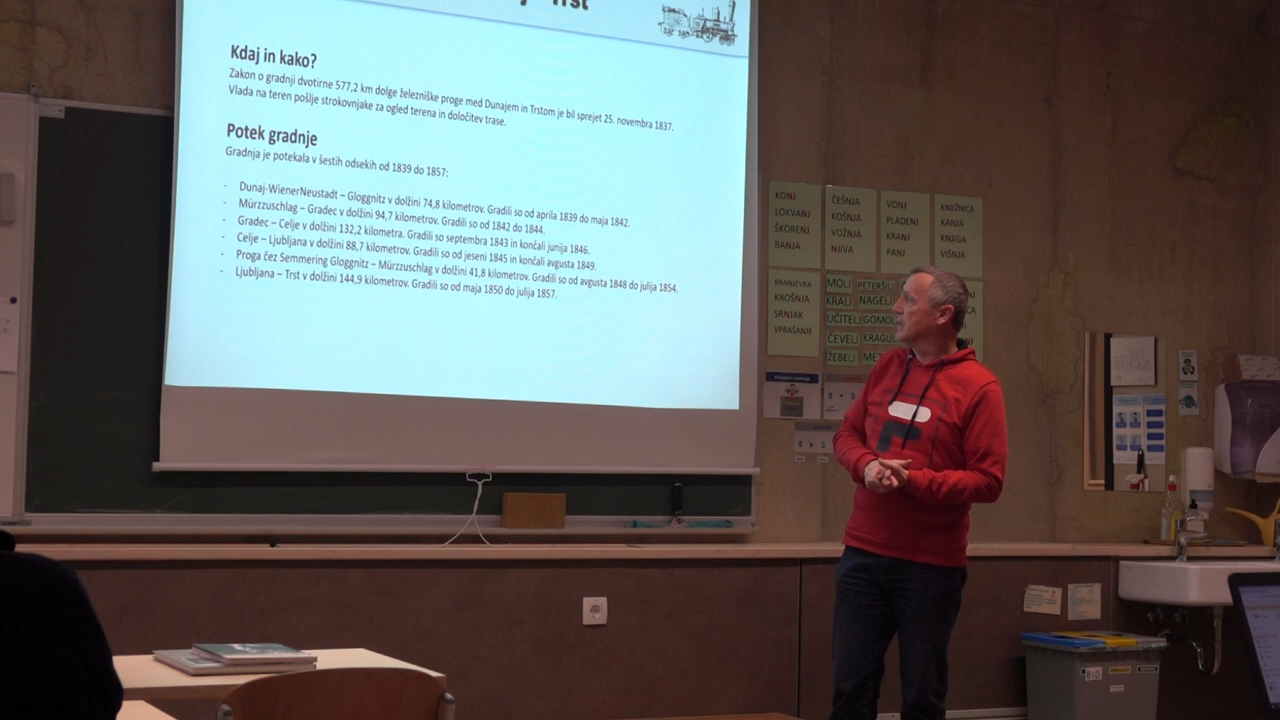 Trst
Kdaj in kako?
Zakon o gradnji dvotirne 577,2 km dolge železniške proge med Dunajem in Trstom je bil sprejet 25. novembra 1837.
Vlada na teren pošlje strokovnjake za ogled terena in določitev trase.
Potek gradnje
Gradnja je potekala v šestih odsekih od 1839 do 1857:
- Dunaj-WienerNeustadt – Gloggnitz v dolžini 74,8 kilometrov. Gradili so od aprila 1839 do maja 1842.
- Mürzzuschlag – Gradec v dolžini 94,7 kilometrov. Gradili so od 1842 do 1844.
- Gradec – Celje v dolžini 132,2 kilometra. Gradili so septembra 1843 in končali junija 1846.
- Celje – Ljubljana v dolžini 88,7 kilometrov. Gradili so od jeseni 1845 in končali avgusta 1849.
- Proga čez Semmering Gloggnitz – Mürzzuschlag v dolžini 41,8 kilometrov. Gradili so od avgusta 1848 do julija 1854.
- Ljubljana – Trst v dolžini 144,9 kilometrov. Gradili so od maja 1850 do julija 1857.
KONJ
LOKVANJ
ŠKORENJ
BANJA
ČEŠNJA
KOŠNJA
VOŽNJA
NJIVA
VONJ
PLADENJ
KRANJ
PANJ
KNJIŽNICA
KANJA
KNJIGA
VIŠNJA
BRANJEVKA
KROŠNJA
SRNJAK
VPRAŠANJE
MOLJ
KRALJ
UČITELJ
ČEVELJ
ŽEBELJ
PETERŠILJ
NAGELJ
GOMOLJ
KRAGULJ
BIO